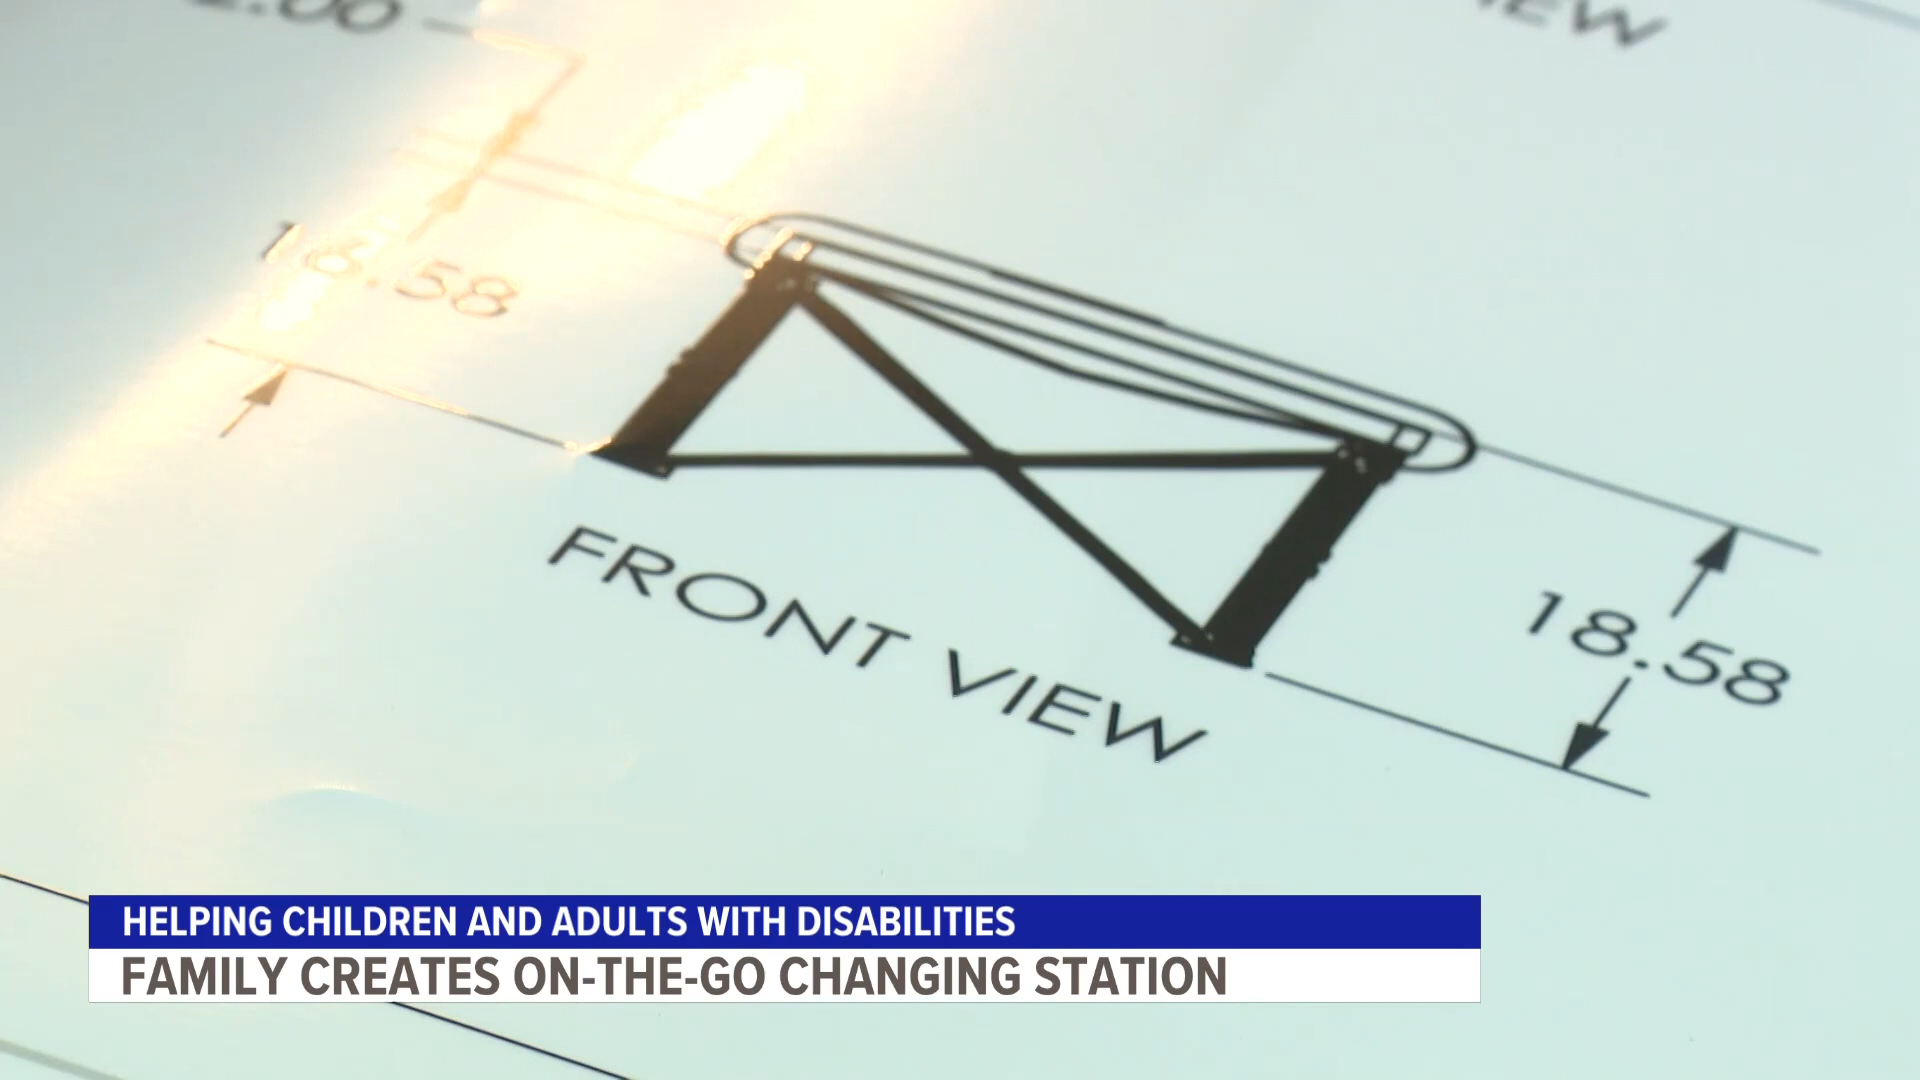 18.58
FRONT VIEW
18.58
HELPING CHILDREN AND ADULTS WITH DISABILITIES
FAMILY CREATES ON-THE-GO CHANGING STATION